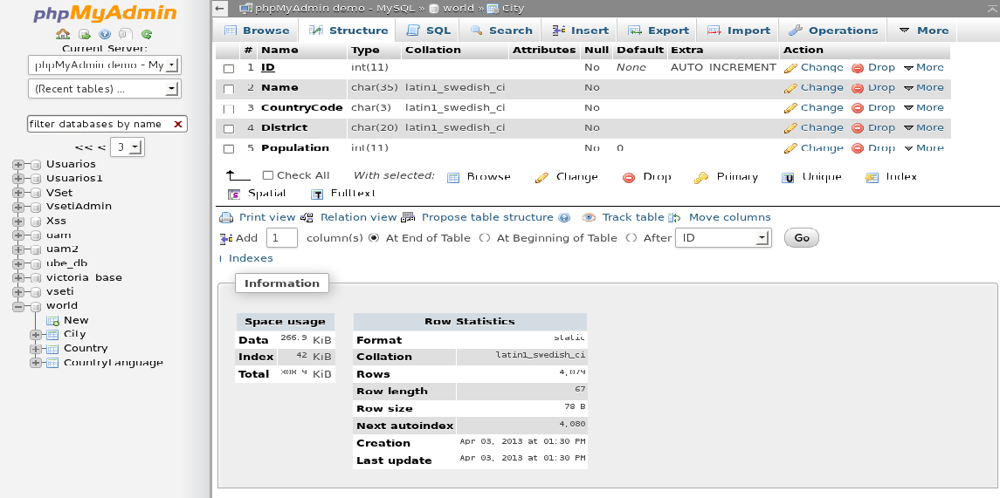 phpMyAdmin
Current Server:
phpMyAdmin demo - My
(Recent tables) ...
filter databases by name X
<< < 3
Usuarios
Usuarios1
VSet
VsetiAdmin
Xss
uam
uam2
ube_db
victoria_base
vseti
world
New
City
Country
CountryLanguage
phpMyAdmin demo - MySQL » world » City
Browse Structure SQL Search Insert Export Import Operations More
# Name Type Collation Attributes Null Default Extra Action
1 ID int(11) No None AUTO_INCREMENT Change Drop More
2 Name char(35) latin1_swedish_ci No Change Drop More
3 CountryCode char(3) latin1_swedish_ci No Change Drop More
4 District char(20) latin1_swedish_ci No Change Drop More
5 Population int(11) No 0 Change Drop More
Check All With selected: Browse Change Drop Primary Unique Index
Spatial Fulltext
Print view Relation view Propose table structure Track table Move columns
Add 1 column(s) At End of Table At Beginning of Table After ID Go
+ Indexes
Information
Space usage
Data 266.9 KiB
Index 42 KiB
Total 308.9 KiB
Row Statistics
Format static
Collation latin1_swedish_ci
Rows 4,079
Row length 67
Row size 78 B
Next autoindex 4,080
Creation Apr 03, 2013 at 01:30 PM
Last update Apr 03, 2013 at 01:30 PM